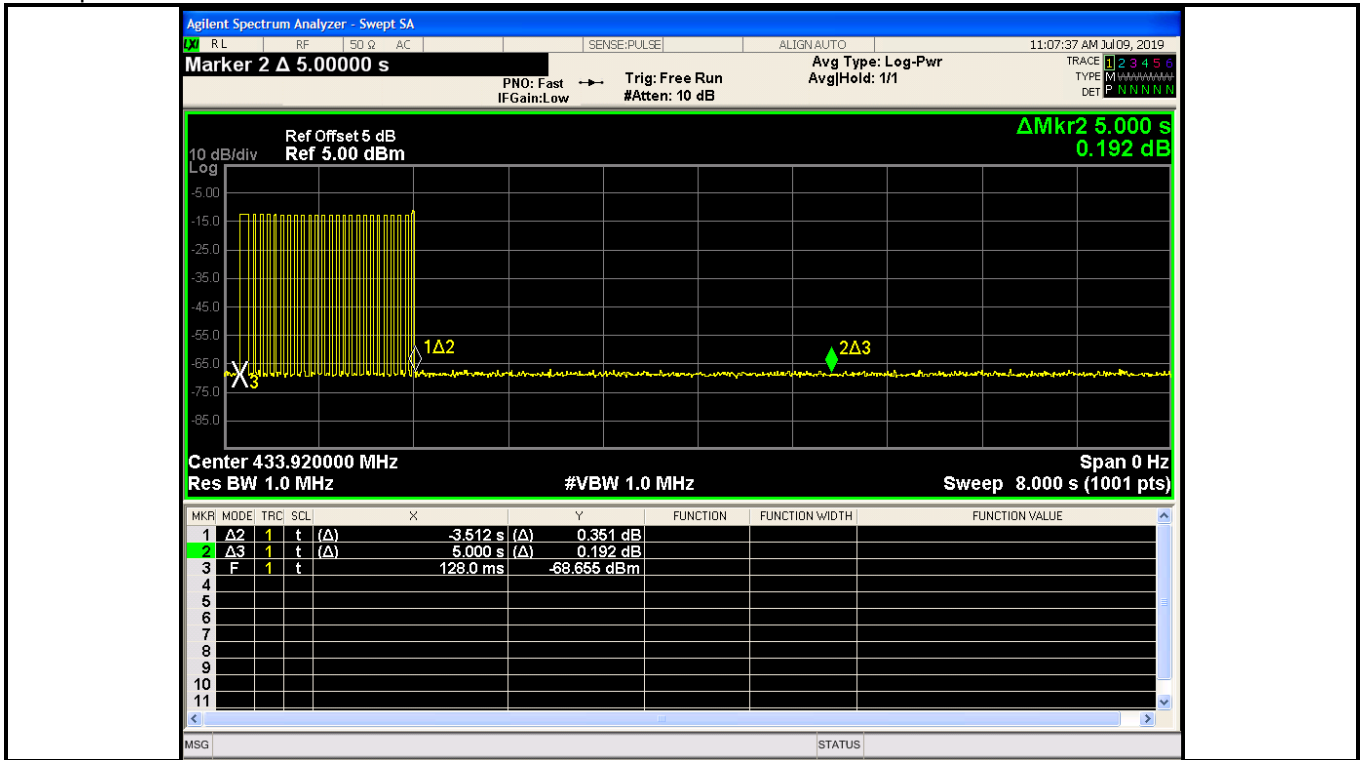 Agilent Spectrum Analyzer - Swept SA
LXI RL RF 50 Ω AC SENSE:PULSE ALIGN AUTO 11:07:37 AM Jul 09, 2019
Marker 2 Δ 5.00000 s
PNO: Fast Trig: Free Run Avg Type: Log-Pwr TRACE 1 2 3 4 5 6
IFGain:Low #Atten: 10 dB Avg|Hold: 1/1 TYPE M
DET P N N N N N
ΔMkr2 5.000 s
0.192 dB
Ref Offset 5 dB
10 dB/div Ref 5.00 dBm
Log
-5.00
-15.0
-25.0
-35.0
-45.0
-55.0
1Δ2 2Δ3
-65.0
X3
-75.0
-85.0
Center 433.920000 MHz Span 0 Hz
Res BW 1.0 MHz #VBW 1.0 MHz Sweep 8.000 s (1001 pts)
MKR MODE TRC SCL X Y FUNCTION FUNCTION WIDTH FUNCTION VALUE
1 Δ2 1 t (Δ) -3.512 s (Δ) 0.351 dB
2 Δ3 1 t (Δ) 5.000 s (Δ) 0.192 dB
3 F 1 t 128.0 ms -68.655 dBm
4
5
6
7
8
9
10
11
MSG STATUS